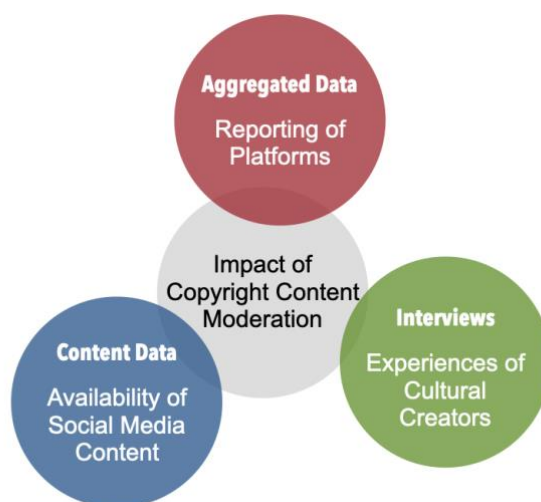 Aggregated Data
Reporting of
Platforms
Impact of
Copyright Content
Moderation
Interviews
Experiences of
Cultural
Creators
Content Data
Availability of
Social Media
Content